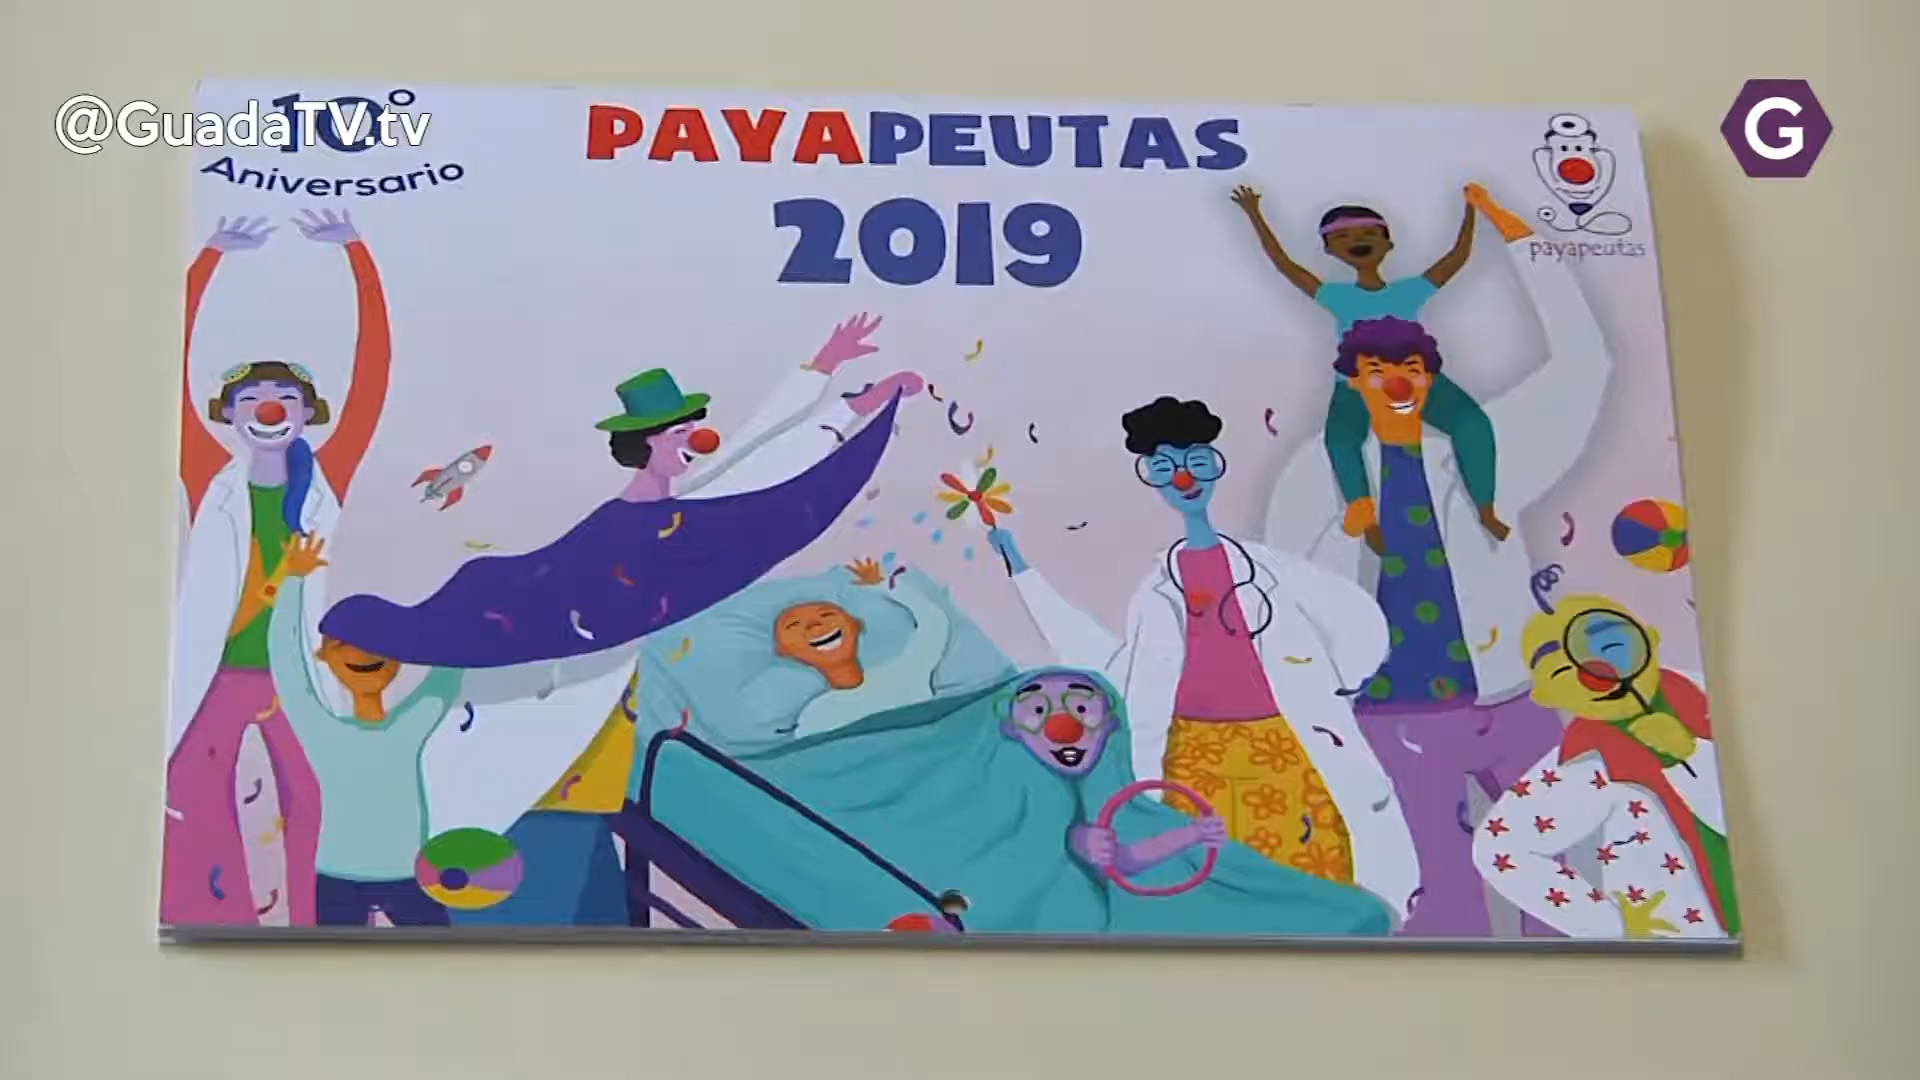 @GuadaTV.tv
10º
Aniversario
PAYAPEUTAS
2019
payapeutas
G